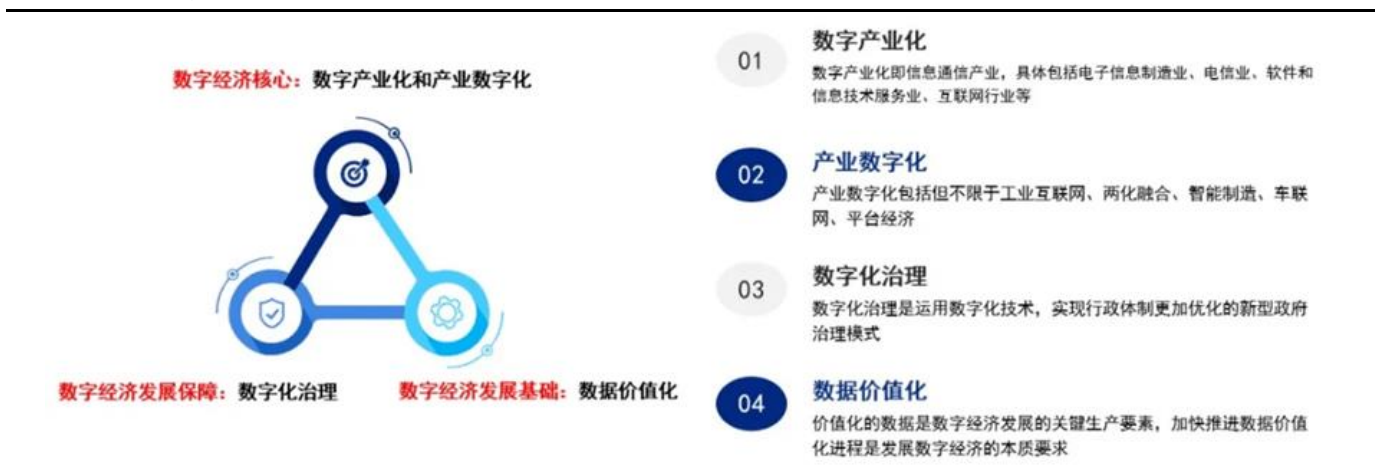 数字经济核心：数字产业化和产业数字化
数字经济发展保障：数字化治理
数字经济发展基础：数据价值化
01
数字产业化
数字产业化即信息通信产业，具体包括电子信息制造业、电信业、软件和
信息技术服务业、互联网行业等
02
产业数字化
产业数字化包括但不限于工业互联网、两化融合、智能制造、车联
网、平台经济
03
数字化治理
数字化治理是运用数字化技术，实现行政体制更加优化的新型政府
治理模式
04
数据价值化
价值化的数据是数字经济发展的关键生产要素，加快推进数据价值
化进程是发展数字经济的本质要求